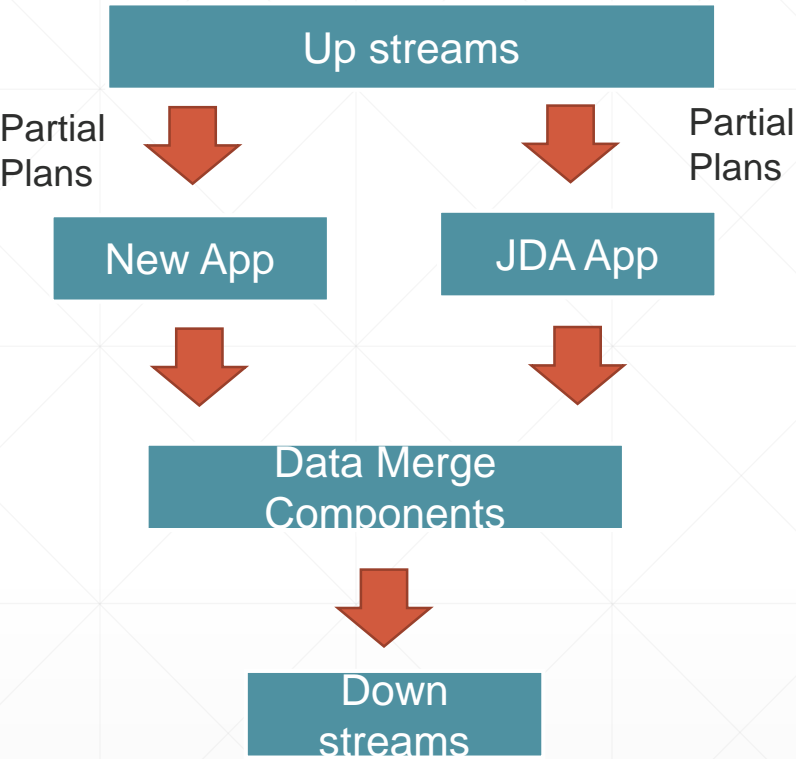 Up streams
Partial
Plans
Partial
Plans
New App
JDA App
Data Merge
Components
Down
streams